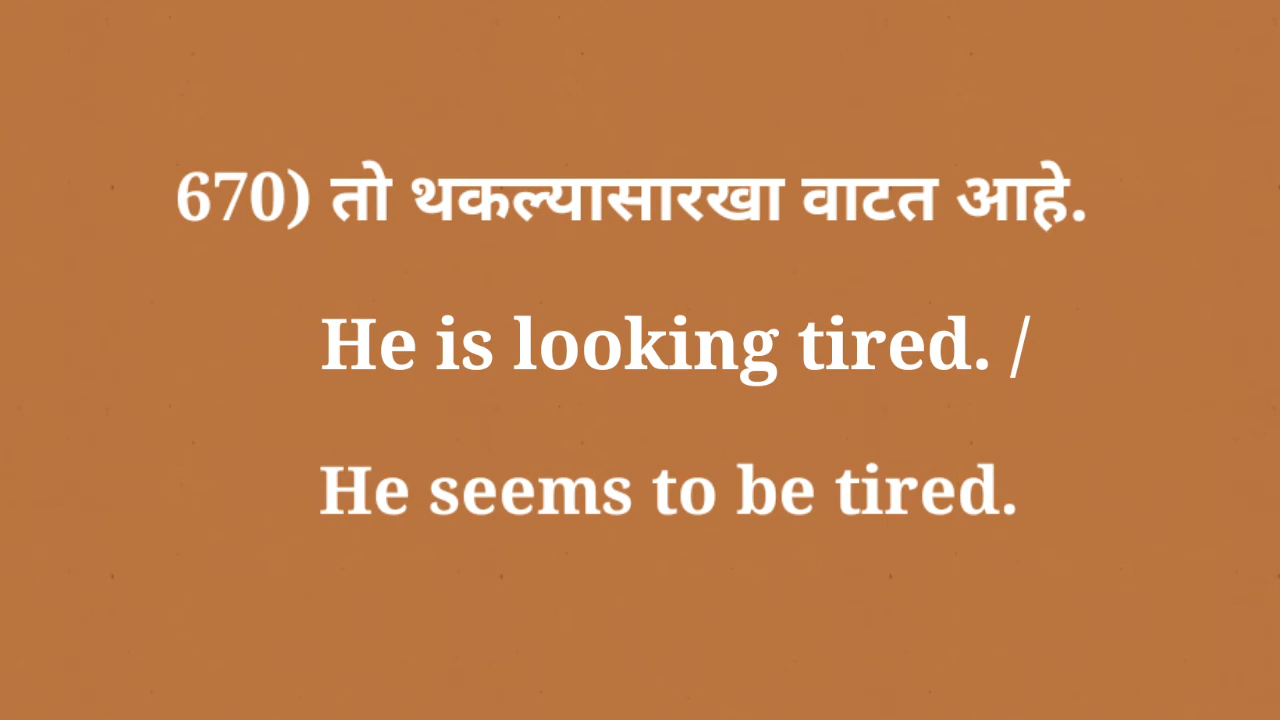 670) तो थकल्यासारखा वाटत आहे.
He is looking tired. /
He seems to be tired.